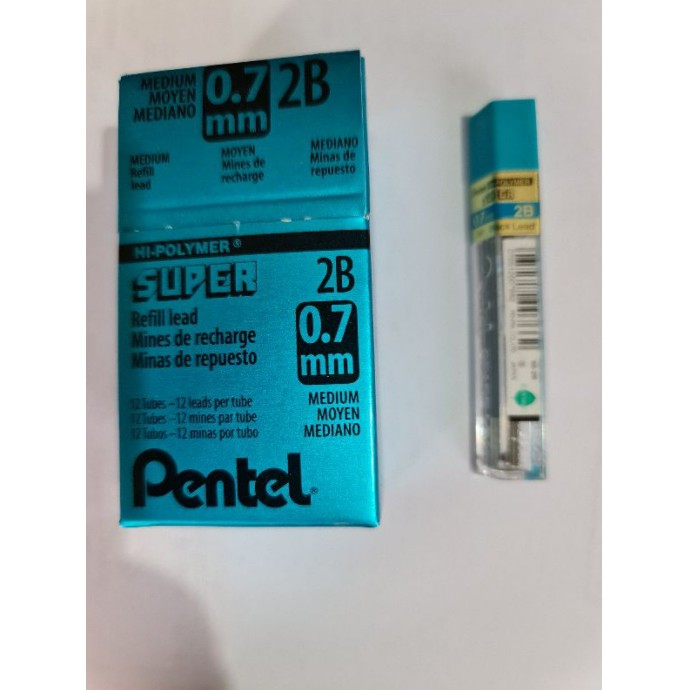 MEDIUM
MOYEN
MEDIANO
0.7
mm
2B
MEDIUM
Refill
lead
MOYEN
Mines de
recharge
MEDIANO
Minas de
repuesto
HI-POLYMER®
SUPER
2B
Refill lead
Mines de recharge
Minas de repuesto
0.7
mm
MEDIUM
MOYEN
MEDIANO
12 Tubes – 12 leads per tube
12 Tubes – 12 mines par tube
12 Tubos – 12 minas por tubo
Pentel®
2B
Lead